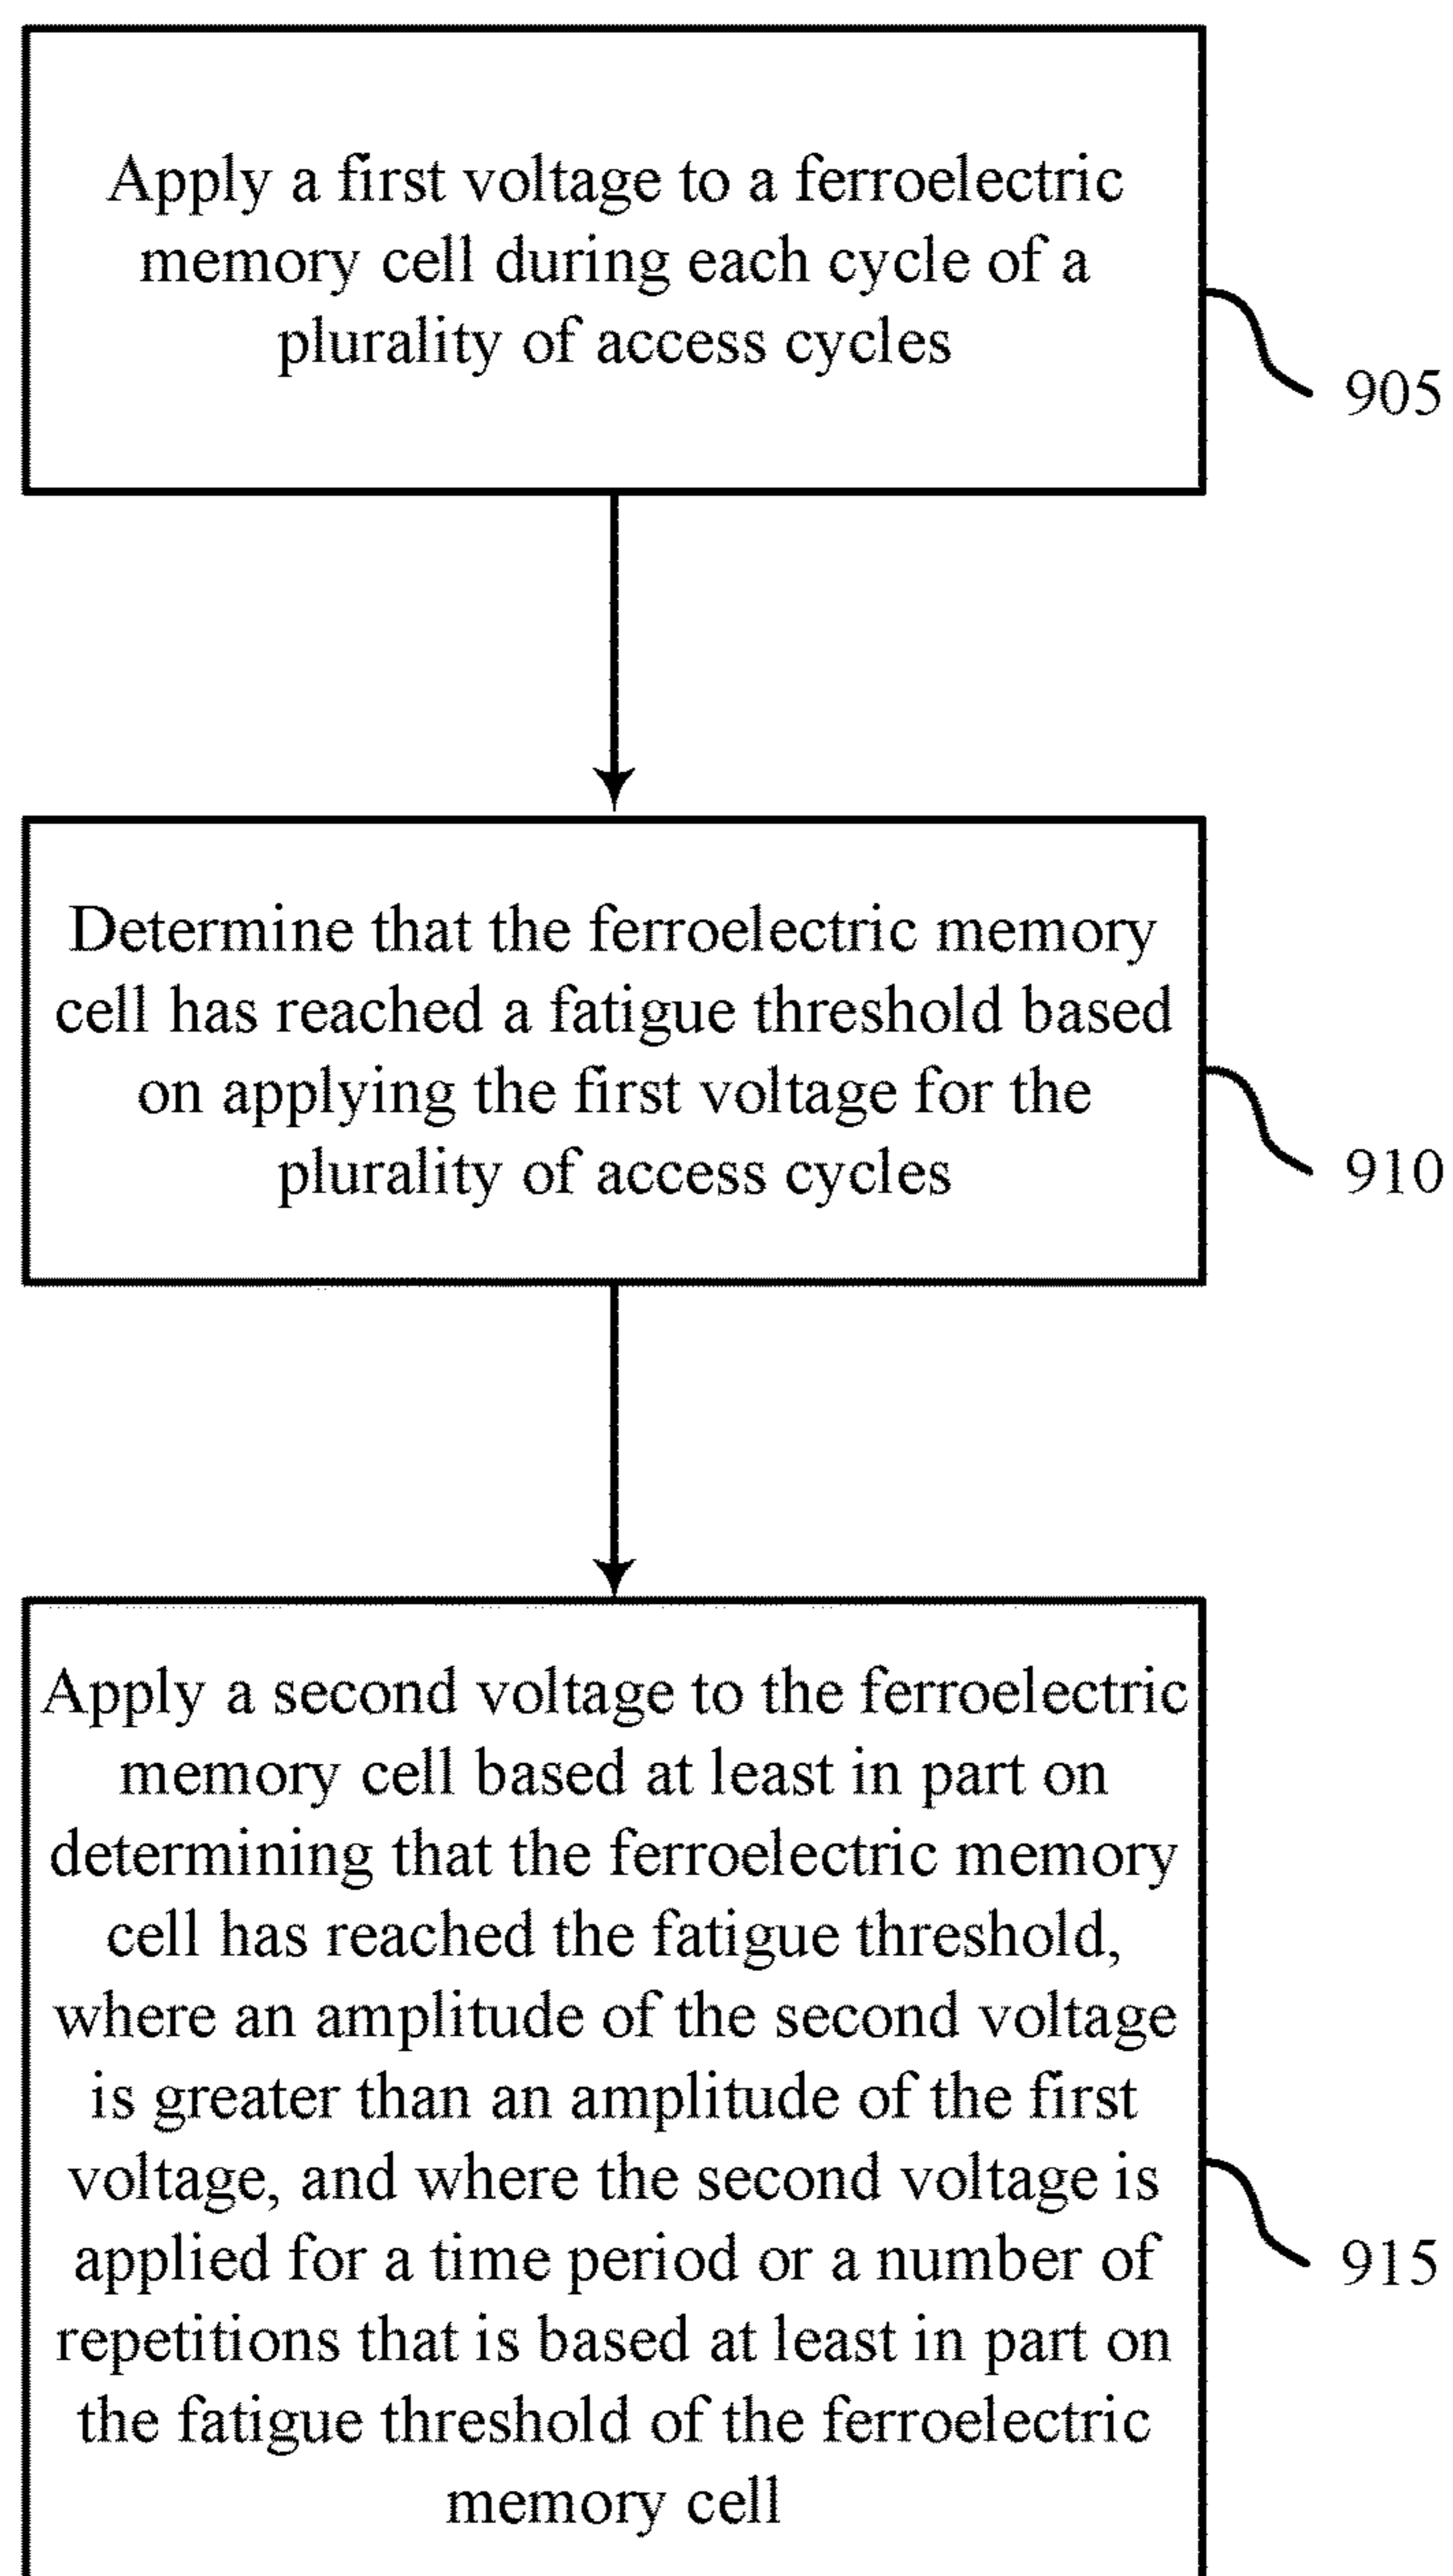 Apply a first voltage to a ferroelectric
memory cell during each cycle of a
plurality of access cycles
905
Determine that the ferroelectric memory
cell has reached a fatigue threshold based
on applying the first voltage for the
plurality of access cycles
910
Apply a second voltage to the ferroelectric
memory cell based at least in part on
determining that the ferroelectric memory
cell has reached the fatigue threshold,
where an amplitude of the second voltage
is greater than an amplitude of the first
voltage, and where the second voltage is
applied for a time period or a number of
repetitions that is based at least in part on
the fatigue threshold of the ferroelectric
memory cell
915